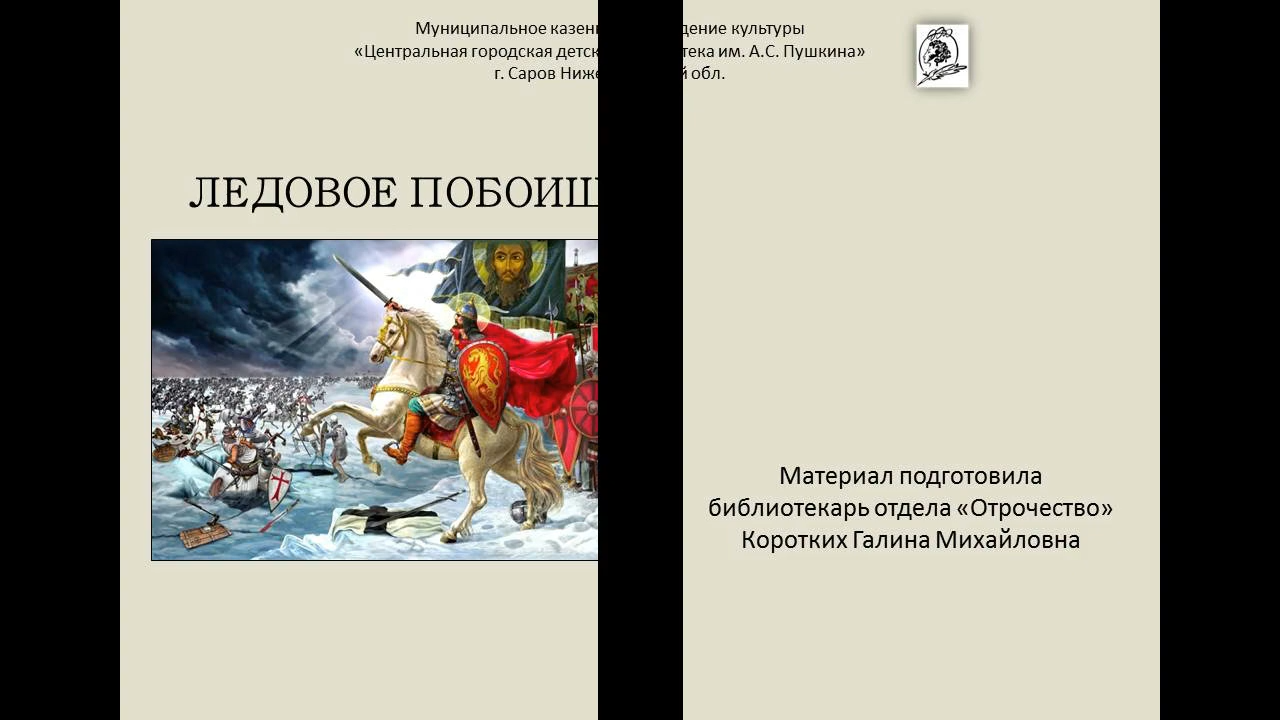 Муниципальное казен дение культуры
«Центральная городская детск тека им. А.С. Пушкина»
г. Саров Ниже й обл.
ЛЕДОВОЕ ПОБОИЩ
Материал подготовила
библиотекарь отдела «Отрочество»
Коротких Галина Михайловна